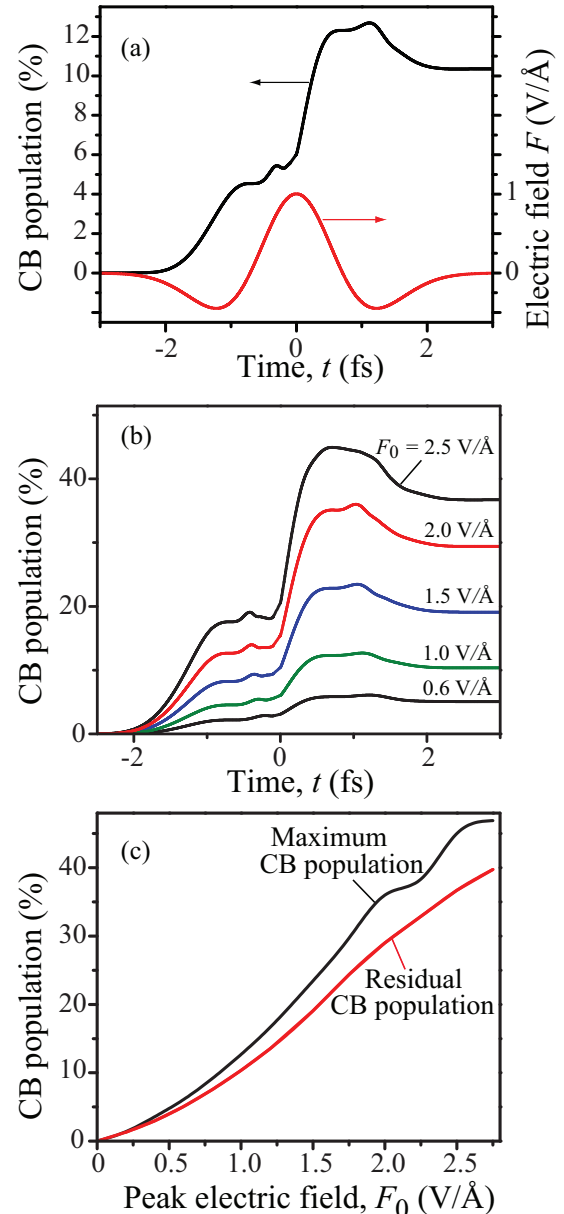 (a)
CB population (%)
12
10
8
6
4
2
0
Electric field F (V/Å)
1
0
-2
0
2
Time, t (fs)
(b)
CB population (%)
40
20
0
F0 = 2.5 V/Å
2.0 V/Å
1.5 V/Å
1.0 V/Å
0.6 V/Å
-2
0
2
Time, t (fs)
(c)
CB population (%)
40
30
20
10
0
Maximum
CB population
Residual
CB population
0
0.5
1.0
1.5
2.0
2.5
Peak electric field, F0 (V/Å)